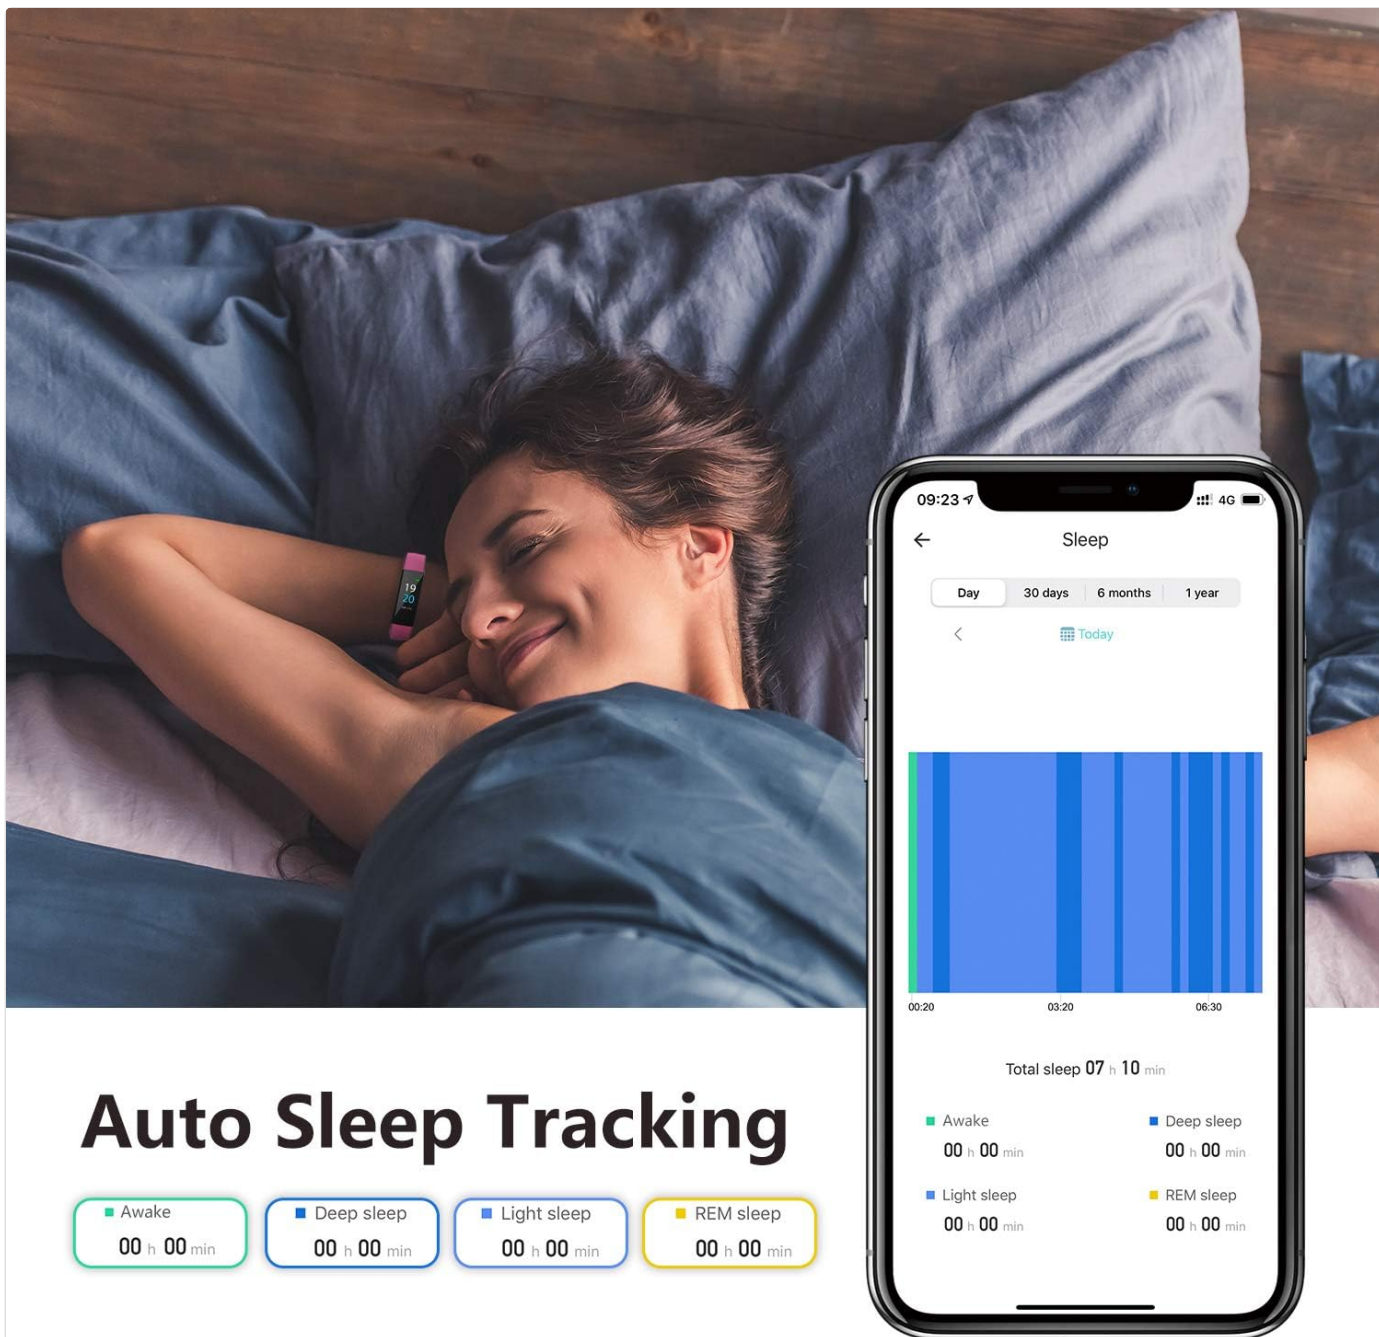 19
20
09:23
4G
Sleep
Day 30 days 6 months 1 year
Today
00:20 03:20 06:30
Total sleep 07 h 10 min
Awake Deep sleep
00 h 00 min 00 h 00 min
Light sleep REM sleep
00 h 00 min 00 h 00 min
Auto Sleep Tracking
Awake Deep sleep Light sleep REM sleep
00 h 00 min 00 h 00 min 00 h 00 min 00 h 00 min